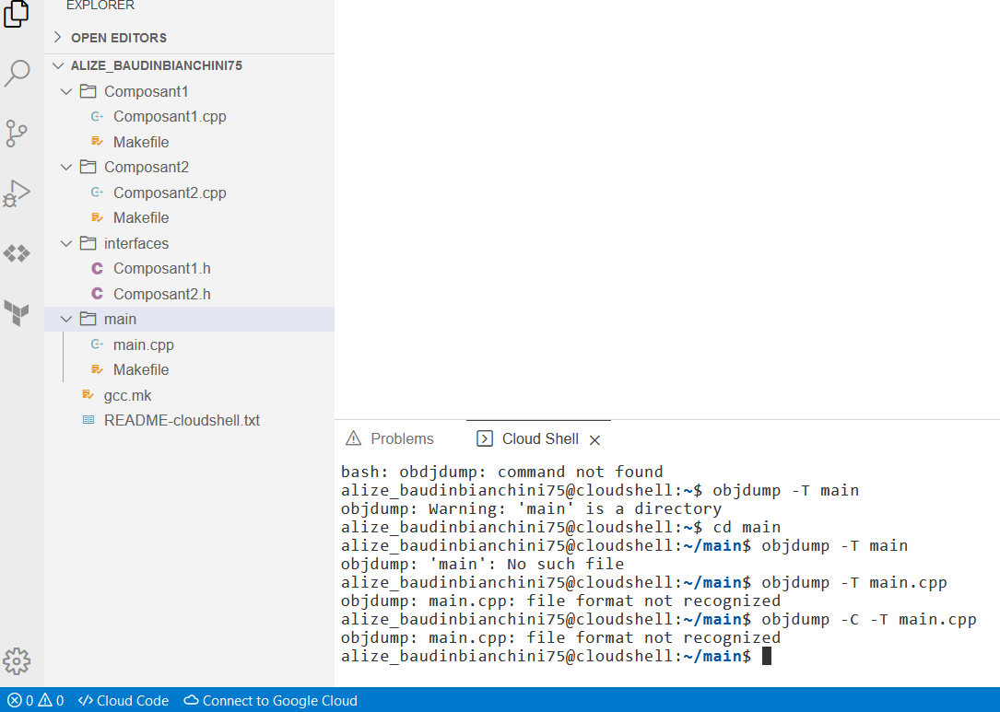 EXPLORER
OPEN EDITORS
ALIZE_BAUDINBIANCHINI75
Composant1
Composant1.cpp
Makefile
Composant2
Composant2.cpp
Makefile
interfaces
Composant1.h
Composant2.h
main
main.cpp
Makefile
gcc.mk
README-cloudshell.txt
Problems Cloud Shell
bash: obdjdump: command not found
alize_baudinbianchini75@cloudshell:~$ objdump -T main
objdump: Warning: 'main' is a directory
alize_baudinbianchini75@cloudshell:~$ cd main
alize_baudinbianchini75@cloudshell:~/main$ objdump -T main
objdump: 'main': No such file
alize_baudinbianchini75@cloudshell:~/main$ objdump -T main.cpp
objdump: main.cpp: file format not recognized
alize_baudinbianchini75@cloudshell:~/main$ objdump -C -T main.cpp
objdump: main.cpp: file format not recognized
alize_baudinbianchini75@cloudshell:~/main$
0 0 Cloud Code Connect to Google Cloud